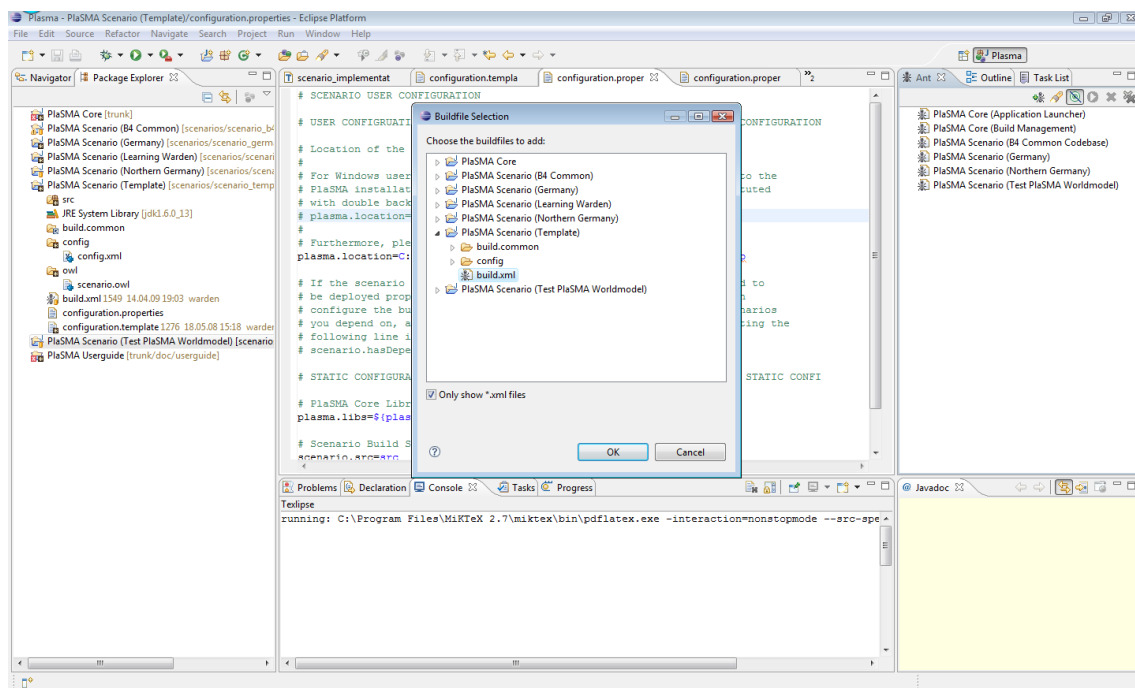 Plasma - PlaSMA Scenario (Template)/configuration.properties - Eclipse Platform
File Edit Source Refactor Navigate Search Project Run Window Help
Plasma
Navigator Package Explorer
PlaSMA Core [trunk]
PlaSMA Scenario (B4 Common) [scenarios/scenario_b4
PlaSMA Scenario (Germany) [scenarios/scenario_germ
PlaSMA Scenario (Learning Warden) [scenarios/scenari
PlaSMA Scenario (Northern Germany) [scenarios/scena
PlaSMA Scenario (Template) [scenarios/scenario_temp
src
JRE System Library [jdk1.6.0_13]
build.common
config
config.xml
owl
scenario.owl
build.xml 1549 14.04.09 19:03 warden
configuration.properties
configuration.template 1276 18.05.08 15:18 warden
PlaSMA Scenario (Test PlaSMA Worldmodel) [scenario
PlaSMA Userguide [trunk/doc/userguide]
scenario_implementat configuration.templa configuration.proper configuration.proper »2
# SCENARIO USER CONFIGURATION
# USER CONFIGRUATI CONFIGURATION
# Location of the
#
# For Windows user to the
# PlaSMA installat uted
# with double back
# plasma.location=
#
# Furthermore, ple
plasma.location=C:
# If the scenario d to
# be deployed prop
# configure the bu narios
# you depend on, a ting the
# following line i
# scenario.hasDepe
# STATIC CONFIGURA STATIC CONFI
# PlaSMA Core Libr
plasma.libs=${plas
# Scenario Build S
scenario.src=src
Buildfile Selection
Choose the buildfiles to add:
PlaSMA Core
PlaSMA Scenario (B4 Common)
PlaSMA Scenario (Germany)
PlaSMA Scenario (Learning Warden)
PlaSMA Scenario (Northern Germany)
PlaSMA Scenario (Template)
build.common
config
build.xml
PlaSMA Scenario (Test PlaSMA Worldmodel)
Only show *.xml files
OK Cancel
Ant Outline Task List
PlaSMA Core (Application Launcher)
PlaSMA Core (Build Management)
PlaSMA Scenario (B4 Common Codebase)
PlaSMA Scenario (Germany)
PlaSMA Scenario (Northern Germany)
PlaSMA Scenario (Test PlaSMA Worldmodel)
Problems Declaration Console Tasks Progress
Texlipse
running: C:\Program Files\MiKTeX 2.7\miktex\bin\pdflatex.exe -interaction=nonstopmode --src-spe
@ Javadoc